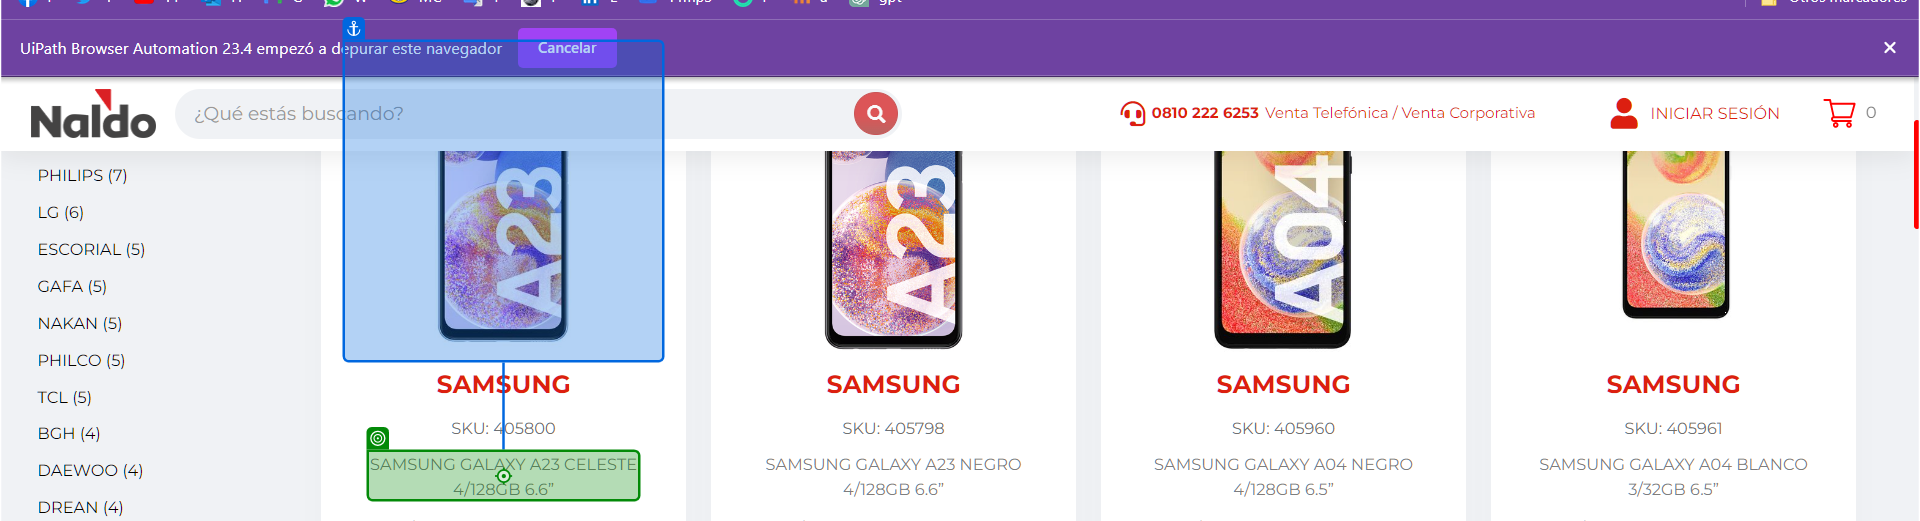 Otros marcadores
UiPath Browser Automation 23.4 empezó a depurar este navegador
Cancelar
Naldo
¿Qué estás buscando?
0810 222 6253 Venta Telefónica / Venta Corporativa
INICIAR SESIÓN
0
PHILIPS (7)
LG (6)
ESCORIAL (5)
GAFA (5)
NAKAN (5)
PHILCO (5)
TCL (5)
BGH (4)
DAEWOO (4)
DREAN (4)
A23
SAMSUNG
SKU: 405800
SAMSUNG GALAXY A23 CELESTE
4/128GB 6.6”
A23
SAMSUNG
SKU: 405798
SAMSUNG GALAXY A23 NEGRO
4/128GB 6.6”
A04
SAMSUNG
SKU: 405960
SAMSUNG GALAXY A04 NEGRO
4/128GB 6.5”
SAMSUNG
SKU: 405961
SAMSUNG GALAXY A04 BLANCO
3/32GB 6.5”